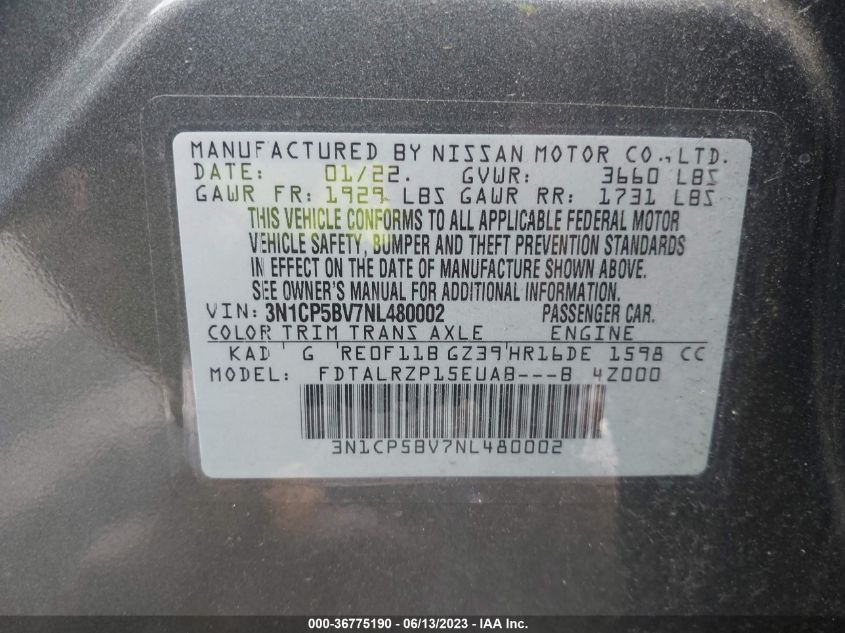 MANUFACTURED BY NISSAN MOTOR CO., LTD.
DATE: 01/22. GVWR: 3660 LBS
GAWR FR: 1929 LBS GAWR RR: 1731 LBS
THIS VEHICLE CONFORMS TO ALL APPLICABLE FEDERAL MOTOR
VEHICLE SAFETY, BUMPER AND THEFT PREVENTION STANDARDS
IN EFFECT ON THE DATE OF MANUFACTURE SHOWN ABOVE.
SEE OWNER'S MANUAL FOR ADDITIONAL INFORMATION.
VIN: 3N1CP5BV7NL480002 PASSENGER CAR.
COLOR TRIM TRANS AXLE ENGINE
KAD G RE0F11B GZ39 HR16DE 1598 CC
MODEL: FDTALRZP15EUAB---B 4Z000
3N1CP5BV7NL480002
000-36775190 - 06/13/2023 - IAAI.com